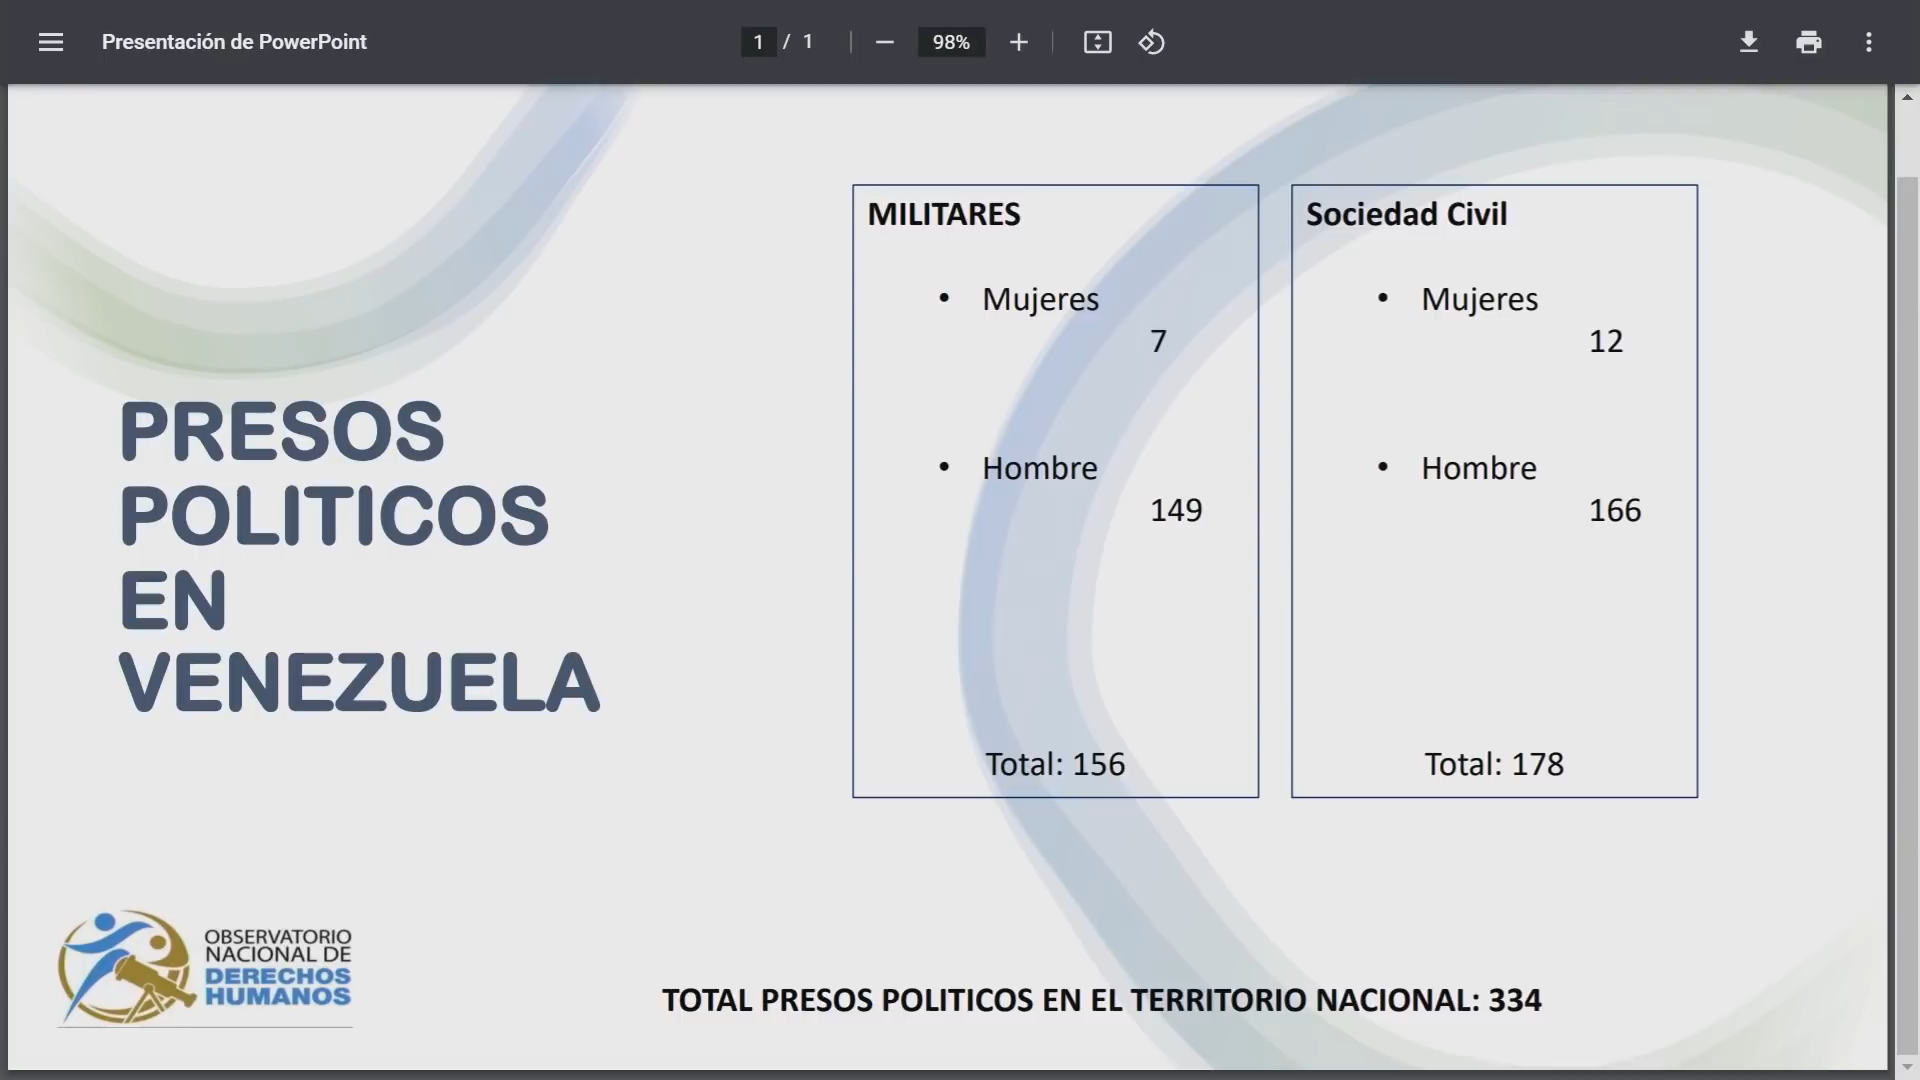 Presentación de PowerPoint
1 / 1
98%
PRESOS
POLITICOS
EN
VENEZUELA
MILITARES
• Mujeres
7
• Hombre
149
Total: 156
Sociedad Civil
• Mujeres
12
• Hombre
166
Total: 178
OBSERVATORIO
NACIONAL DE
DERECHOS
HUMANOS
TOTAL PRESOS POLITICOS EN EL TERRITORIO NACIONAL: 334